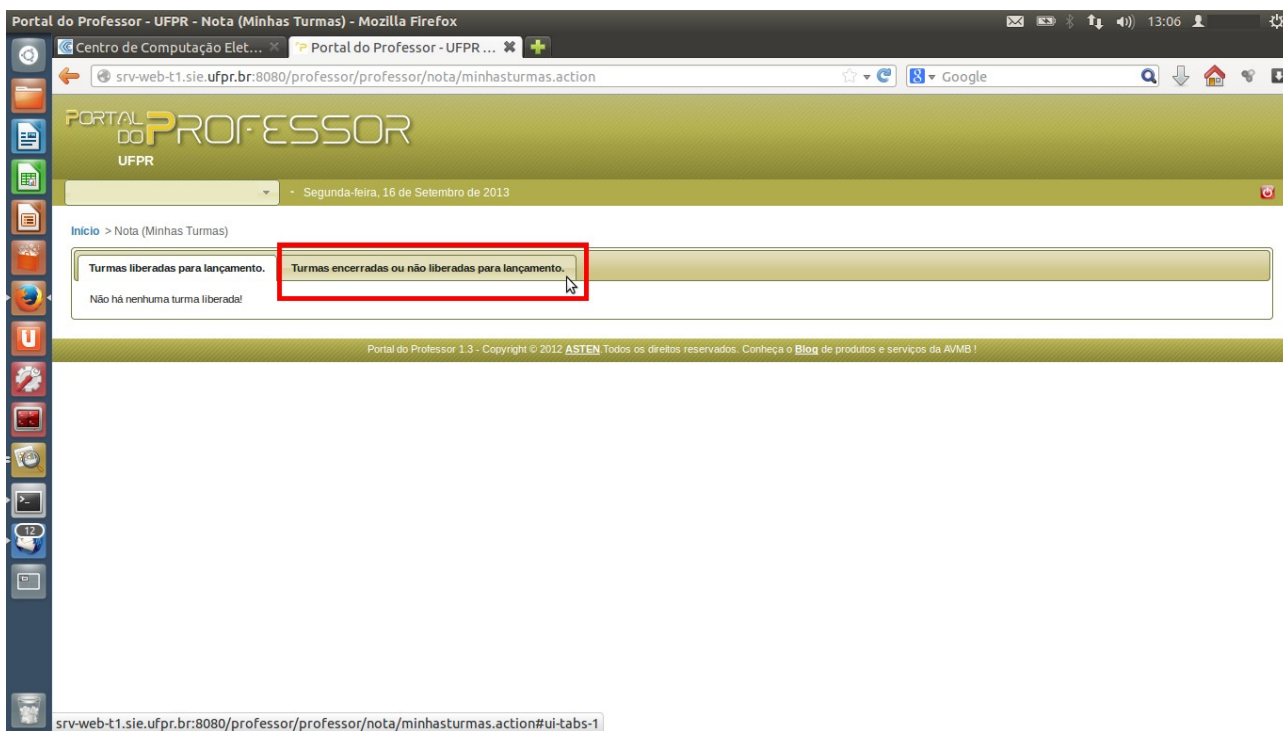 Portal do Professor - UFPR - Nota (Minhas Turmas) - Mozilla Firefox 13:06
Centro de Computação Elet... Portal do Professor - UFPR ...
srv-web-t1.sie.ufpr.br:8080/professor/professor/nota/minhasturmas.action Google
PORTAL DO PROFESSOR
UFPR
- Segunda-feira, 16 de Setembro de 2013
Início > Nota (Minhas Turmas)
Turmas liberadas para lançamento. Turmas encerradas ou não liberadas para lançamento.
Não há nenhuma turma liberada!
Portal do Professor 1.3 - Copyright © 2012 ASTEN.Todos os direitos reservados. Conheça o Blog de produtos e serviços da AVMB !
12
srv-web-t1.sie.ufpr.br:8080/professor/professor/nota/minhasturmas.action#ui-tabs-1